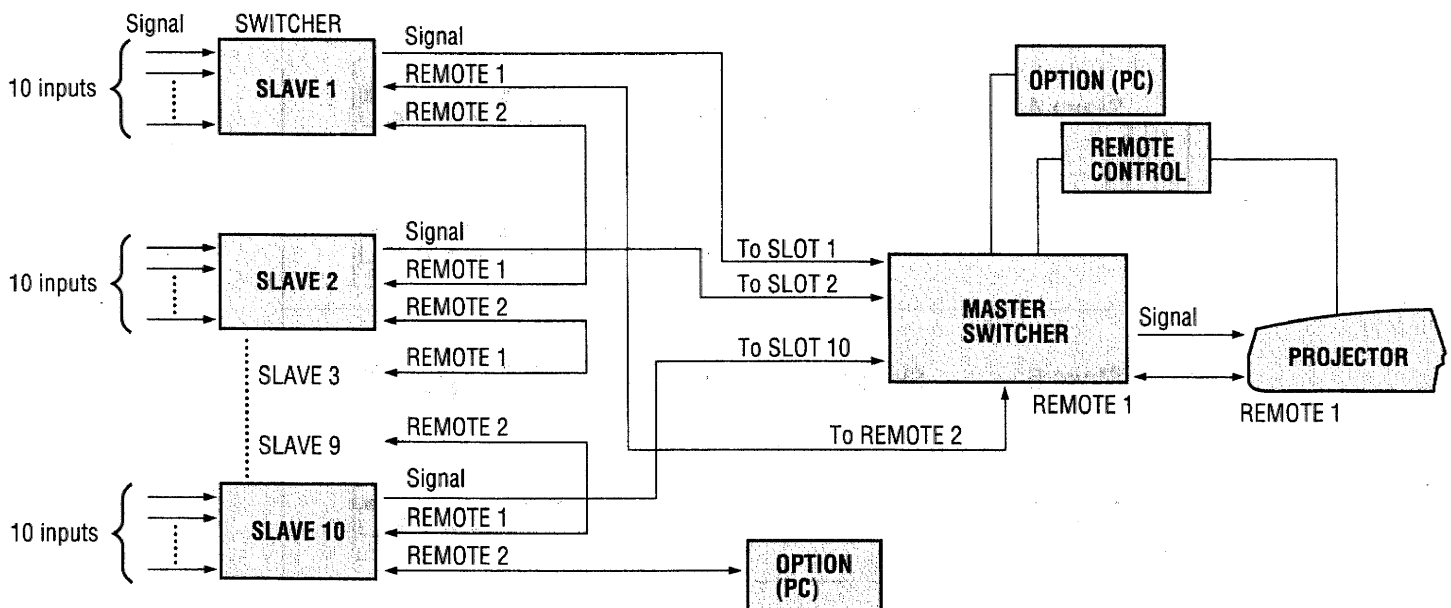 Signal
SWITCHER
10 inputs
SLAVE 1
Signal
REMOTE 1
REMOTE 2
10 inputs
SLAVE 2
Signal
REMOTE 1
REMOTE 2
REMOTE 1
SLAVE 3
REMOTE 2
SLAVE 9
10 inputs
SLAVE 10
Signal
REMOTE 1
REMOTE 2
OPTION
(PC)
To SLOT 1
To SLOT 2
To SLOT 10
To REMOTE 2
OPTION (PC)
REMOTE
CONTROL
MASTER
SWITCHER
Signal
REMOTE 1
PROJECTOR
REMOTE 1